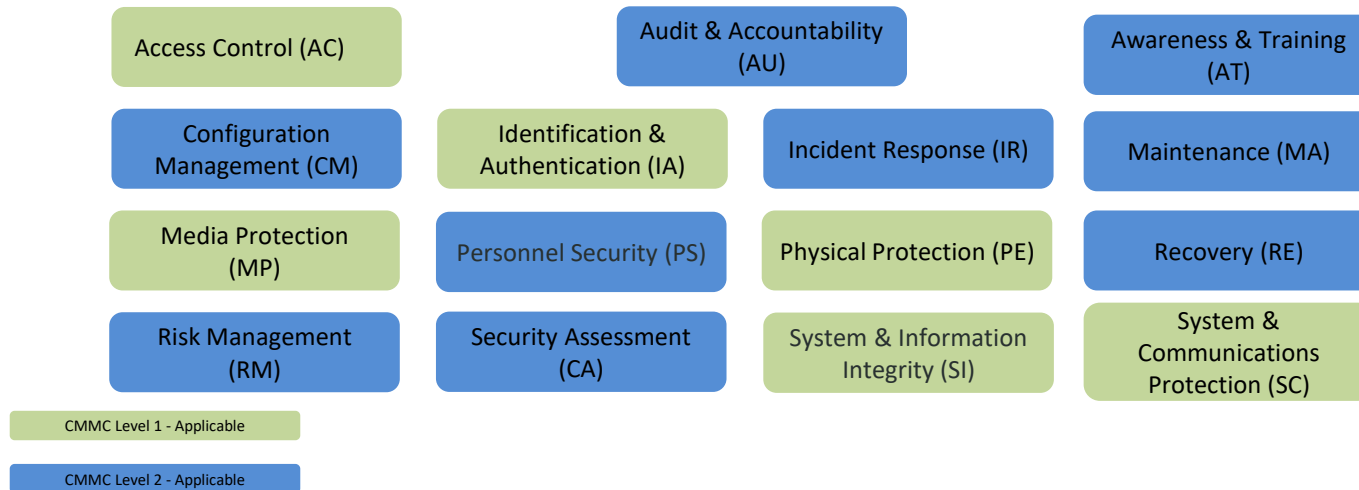 Access Control (AC)
Audit & Accountability
(AU)
Awareness & Training
(AT)
Configuration
Management (CM)
Identification &
Authentication (IA)
Incident Response (IR)
Maintenance (MA)
Media Protection
(MP)
Personnel Security (PS)
Physical Protection (PE)
Recovery (RE)
Risk Management
(RM)
Security Assessment
(CA)
System & Information
Integrity (SI)
System &
Communications
Protection (SC)
CMMC Level 1 - Applicable
CMMC Level 2 - Applicable